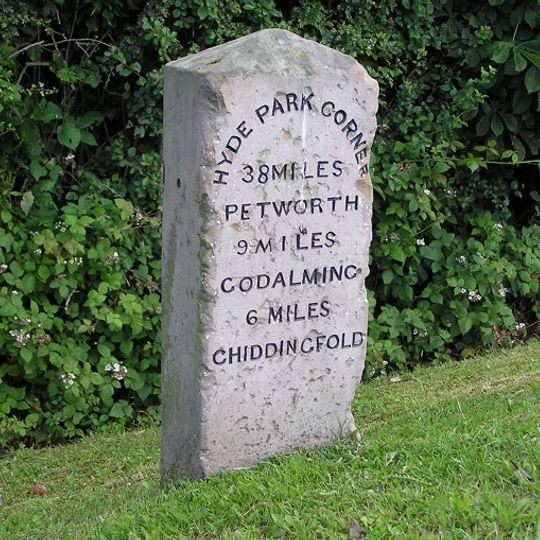 HYDE PARK CORNER
38 MILES
PETWORTH
9 MILES
GODALMING
6 MILES
CHIDDINGFOLD